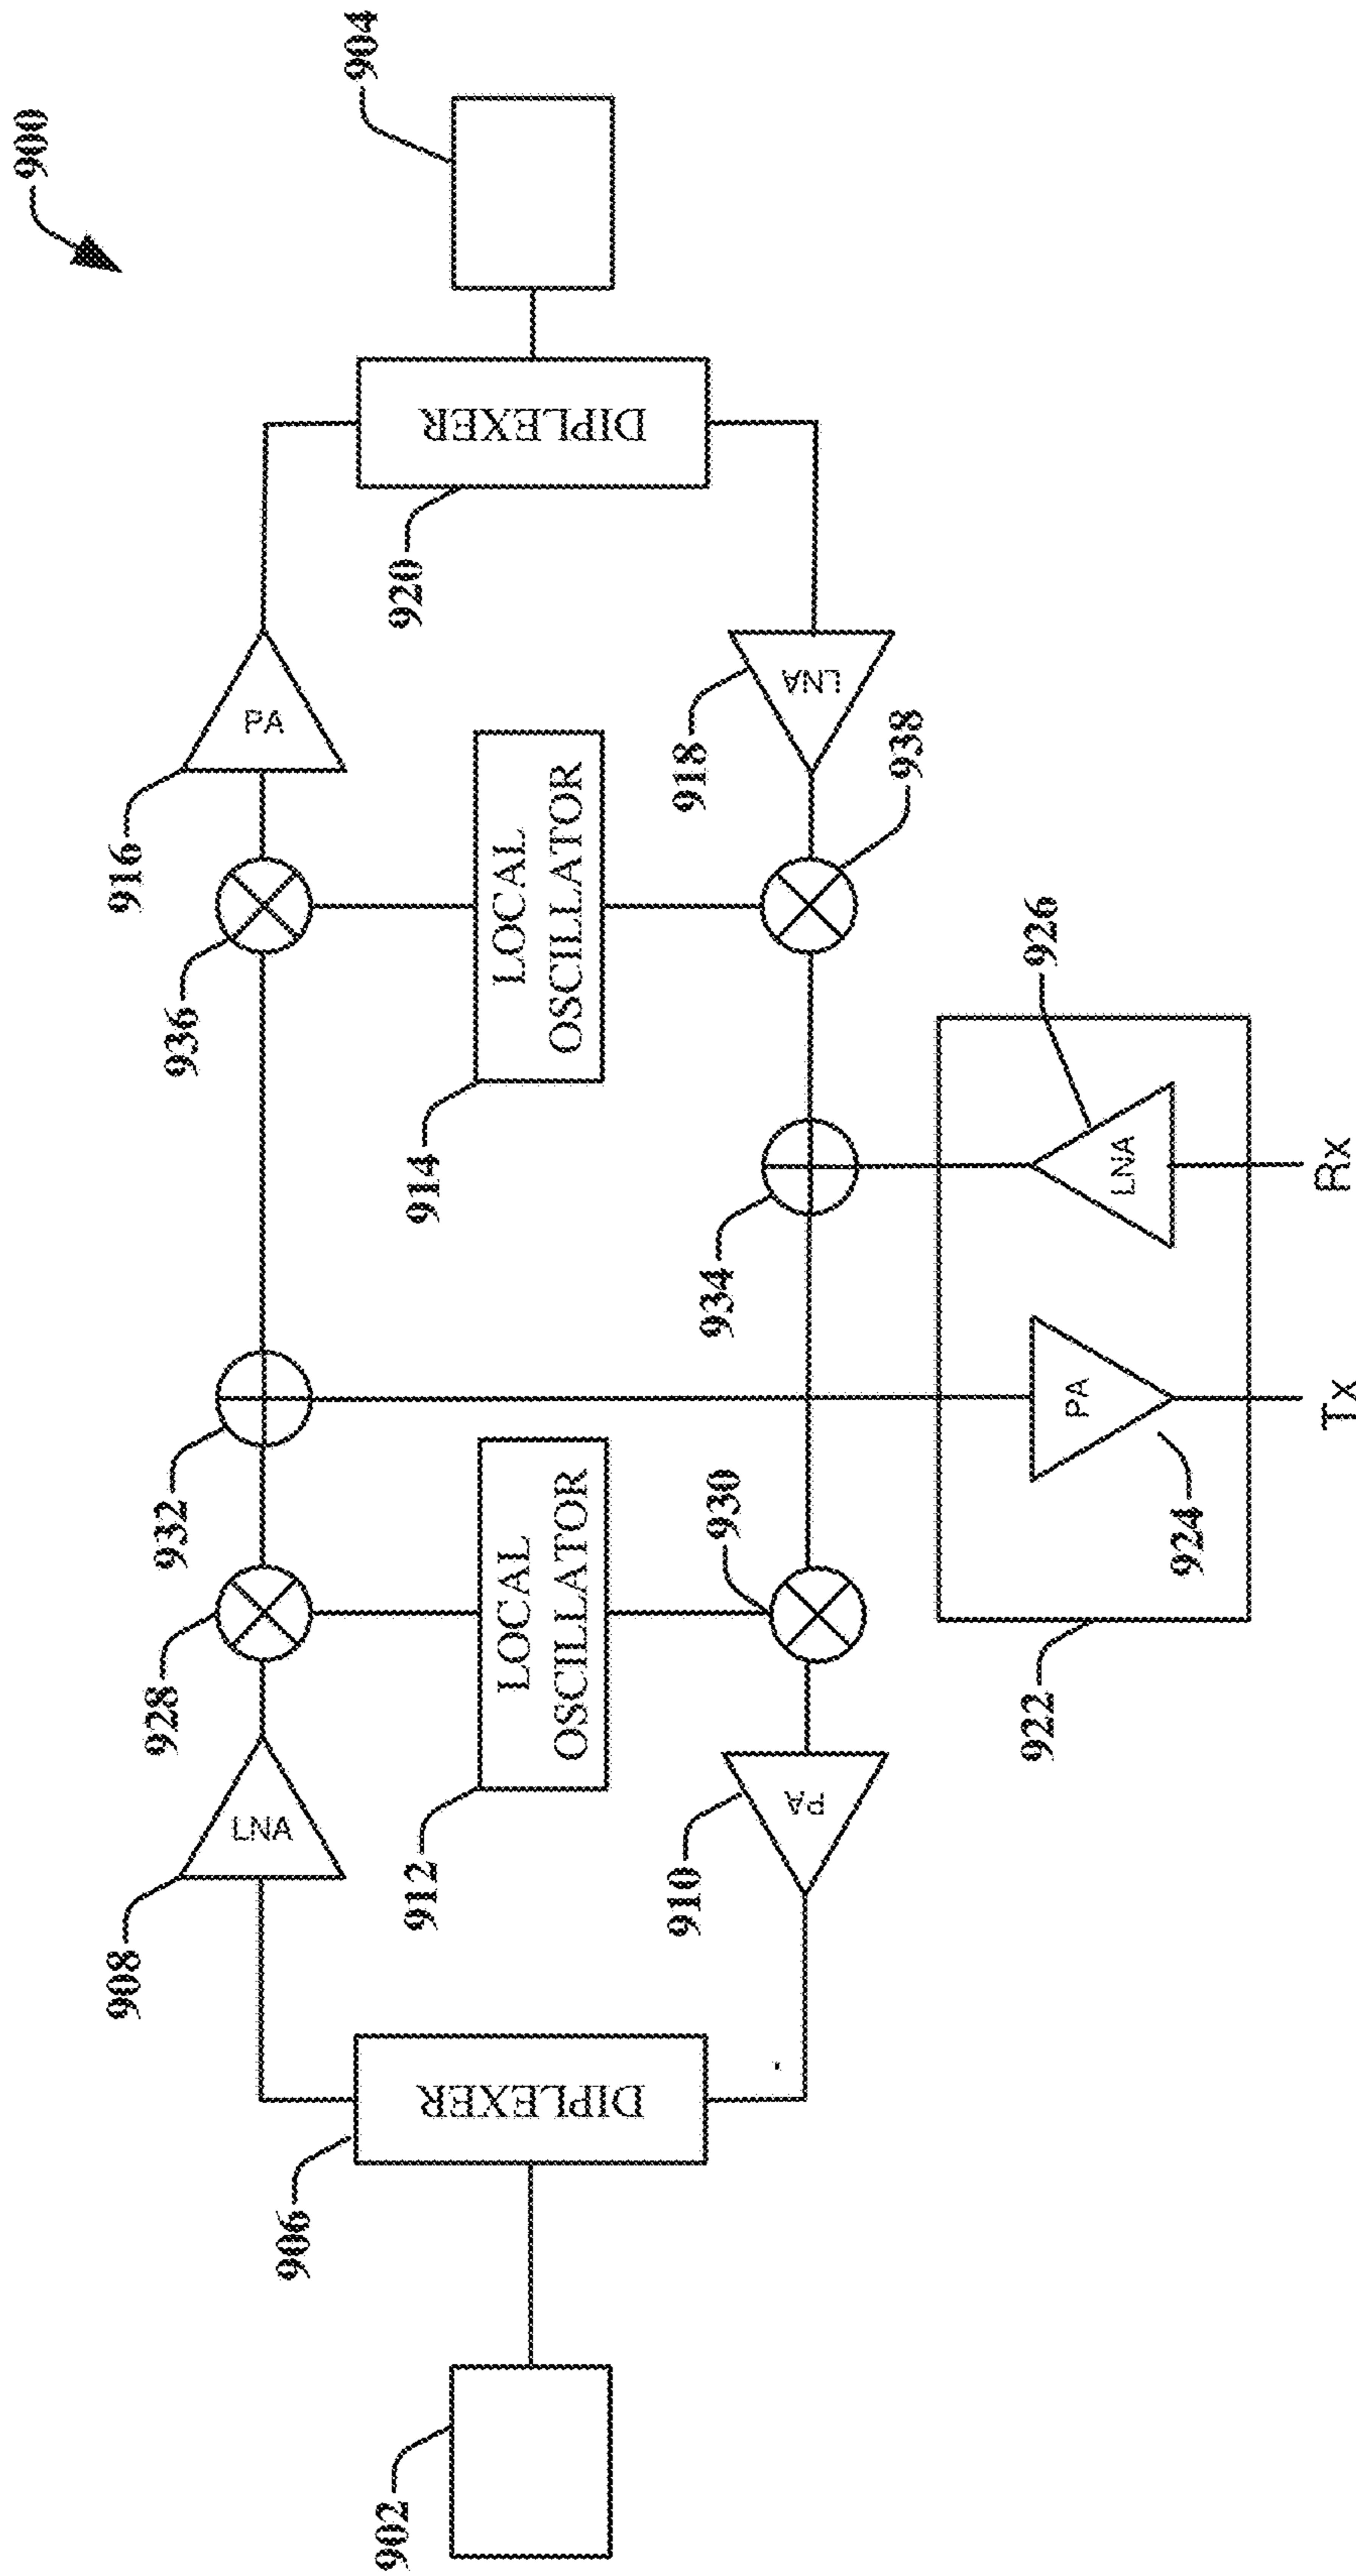 900
904
916
PA
920
DIPLEXER
936
914
LOCAL
OSCILLATOR
918
LNA
938
926
LNA
Rx
934
932
928
912
LOCAL
OSCILLATOR
930
PA
924
Tx
922
908
LNA
910
PA
906
DIPLEXER
902